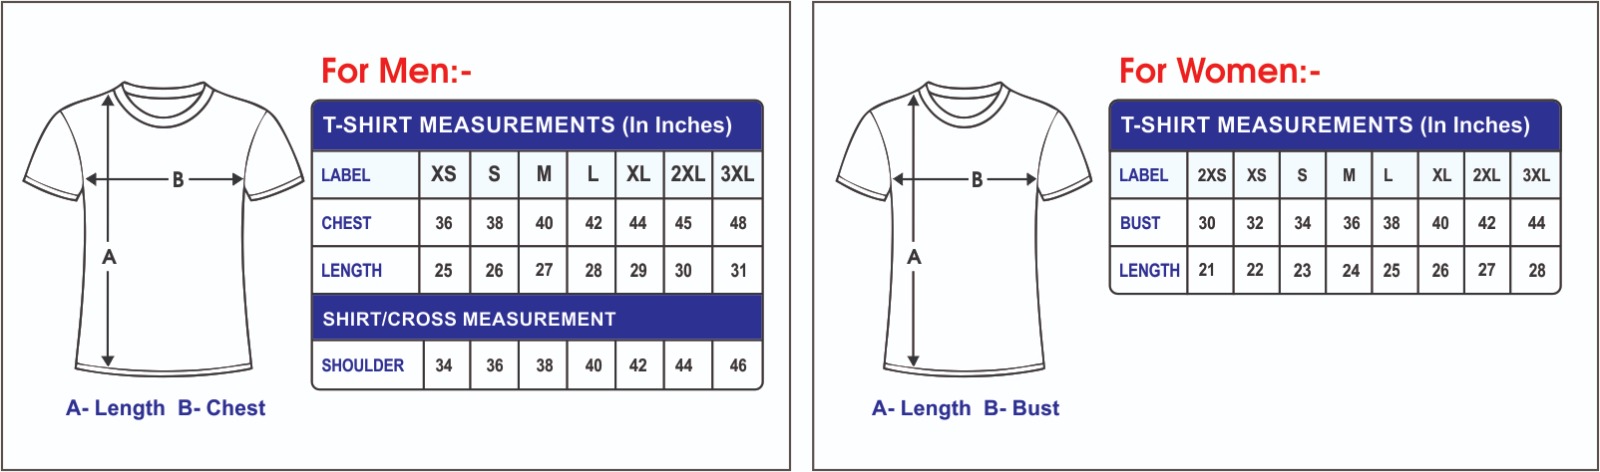 For Men:-
T-SHIRT MEASUREMENTS (In Inches)
LABEL XS S M L XL 2XL 3XL
CHEST 36 38 40 42 44 45 48
LENGTH 25 26 27 28 29 30 31
SHIRT/CROSS MEASUREMENT
SHOULDER 34 36 38 40 42 44 46
B
A
A- Length B- Chest
For Women:-
T-SHIRT MEASUREMENTS (In Inches)
LABEL 2XS XS S M L XL 2XL 3XL
BUST 30 32 34 36 38 40 42 44
LENGTH 21 22 23 24 25 26 27 28
B
A
A- Length B- Bust